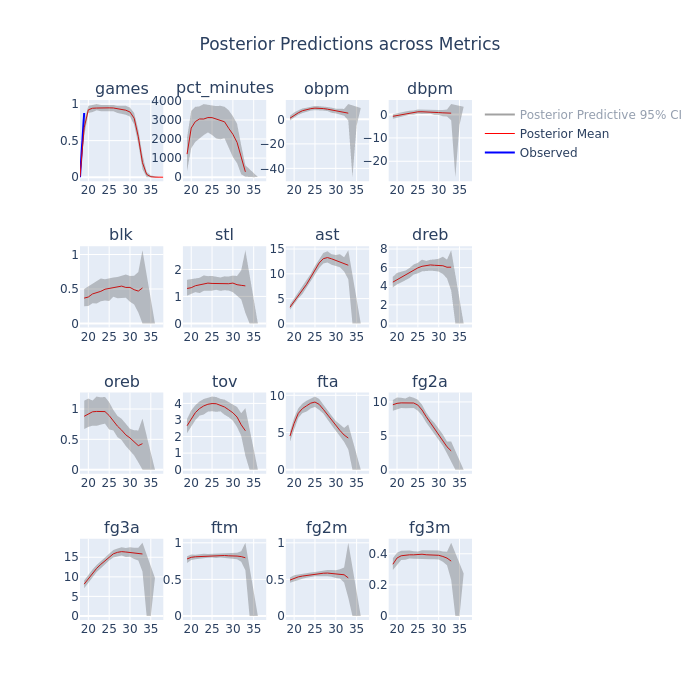 Posterior Predictions across Metrics
games pct_minutes obpm dbpm
1 0.5 0
4000 3000 2000 1000 0
0 −20 −40
0 −10 −20
20 25 30 35 20 25 30 35 20 25 30 35 20 25 30 35
Posterior Predictive 95% CI
Posterior Mean
Observed
blk stl ast dreb
1 0.5 0
2 1 0
15 10 5 0
8 6 4 2 0
20 25 30 35 20 25 30 35 20 25 30 35 20 25 30 35
oreb tov fta fg2a
1 0.5 0
4 3 2 1 0
10 5 0
10 5 0
20 25 30 35 20 25 30 35 20 25 30 35 20 25 30 35
fg3a ftm fg2m fg3m
15 10 5 0
1 0.5 0
1 0.5 0
0.4 0.2 0
20 25 30 35 20 25 30 35 20 25 30 35 20 25 30 35